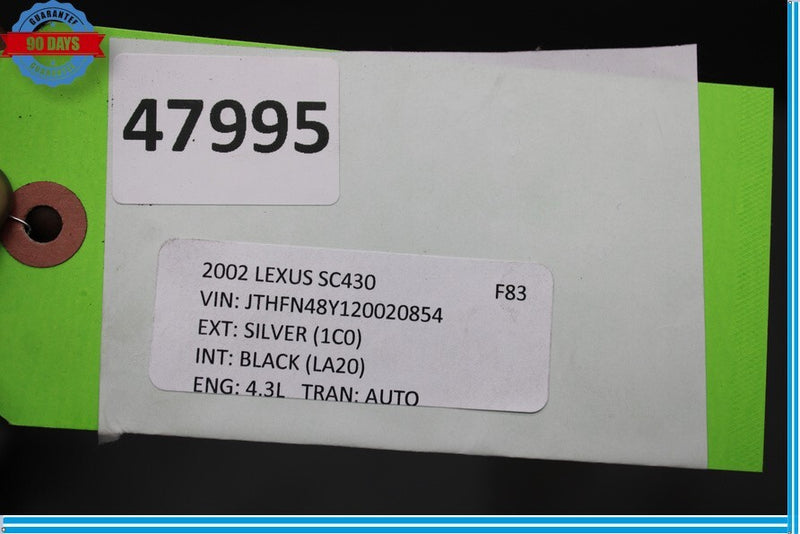 GUARANTEE
90 DAYS
GUARANTEE
47995
2002 LEXUS SC430
F83
VIN: JTHFN48Y120020854
EXT: SILVER (1C0)
INT: BLACK (LA20)
ENG: 4.3L TRAN: AUTO